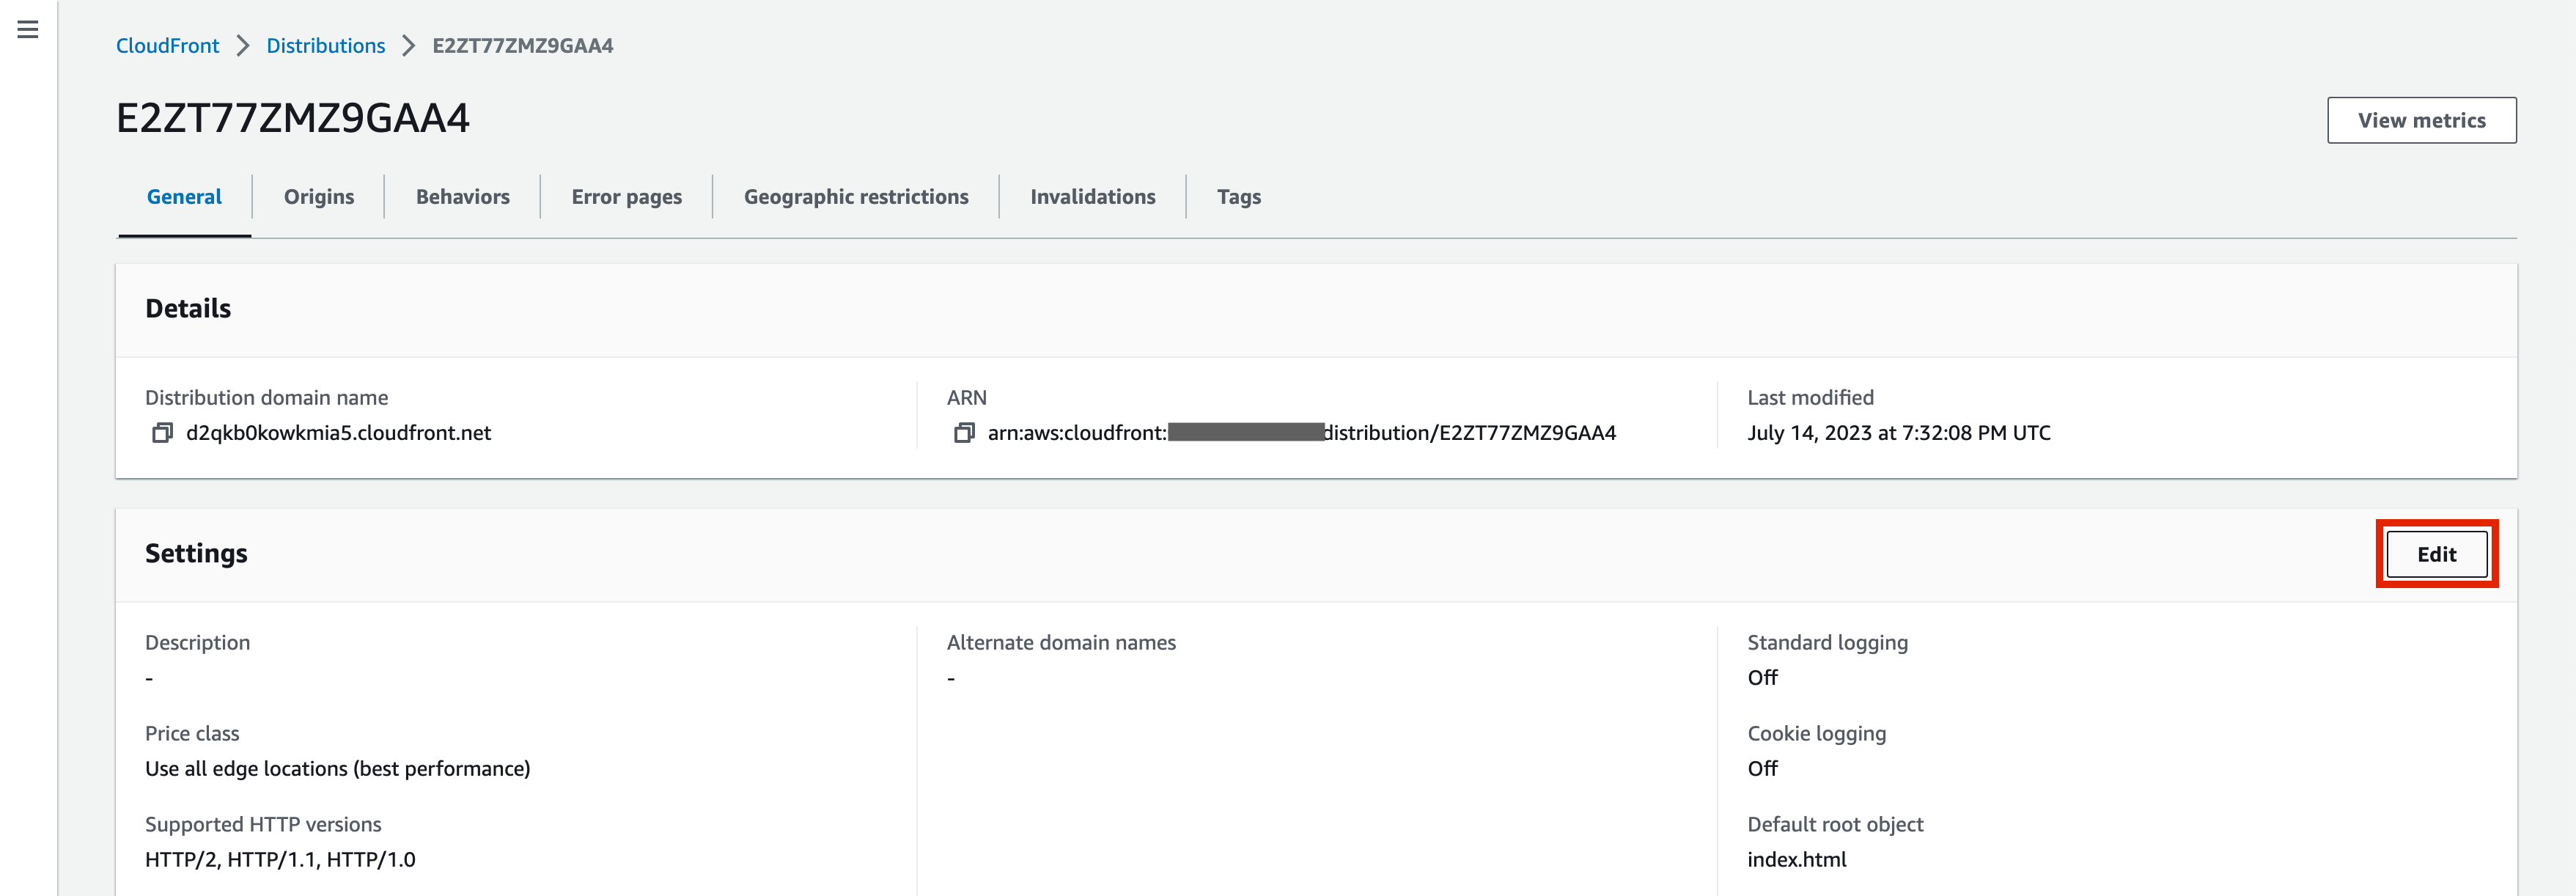 CloudFront > Distributions > E2ZT77ZMZ9GAA4
E2ZT77ZMZ9GAA4
View metrics
General Origins Behaviors Error pages Geographic restrictions Invalidations Tags
Details
Distribution domain name
d2qkb0kowkmia5.cloudfront.net
ARN
arn:aws:cloudfront: distribution/E2ZT77ZMZ9GAA4
Last modified
July 14, 2023 at 7:32:08 PM UTC
Settings
Edit
Description
-
Price class
Use all edge locations (best performance)
Supported HTTP versions
HTTP/2, HTTP/1.1, HTTP/1.0
Alternate domain names
-
Standard logging
Off
Cookie logging
Off
Default root object
index.html